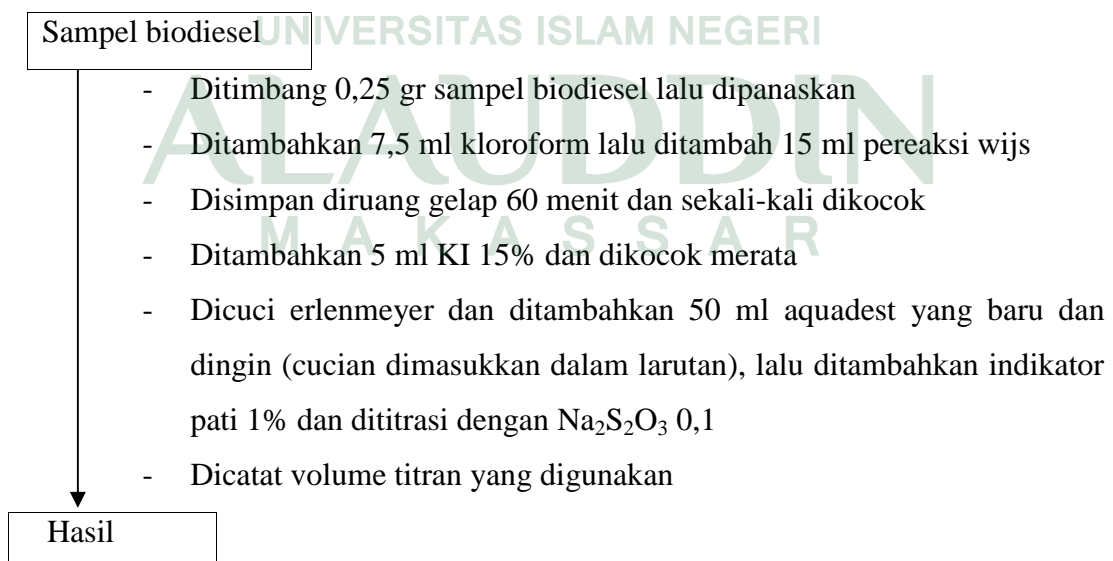 UNIVERSITAS ISLAM NEGERI
ALAUDDIN
MAKASSAR
Sampel biodiesel
- Ditimbang 0,25 gr sampel biodiesel lalu dipanaskan
- Ditambahkan 7,5 ml kloroform lalu ditambah 15 ml pereaksi wijs
- Disimpan diruang gelap 60 menit dan sekali-kali dikocok
- Ditambahkan 5 ml KI 15% dan dikocok merata
- Dicuci erlenmeyer dan ditambahkan 50 ml aquadest yang baru dan
dingin (cucian dimasukkan dalam larutan), lalu ditambahkan indikator
pati 1% dan dititrasi dengan Na₂S₂O₃ 0,1
- Dicatat volume titran yang digunakan
Hasil